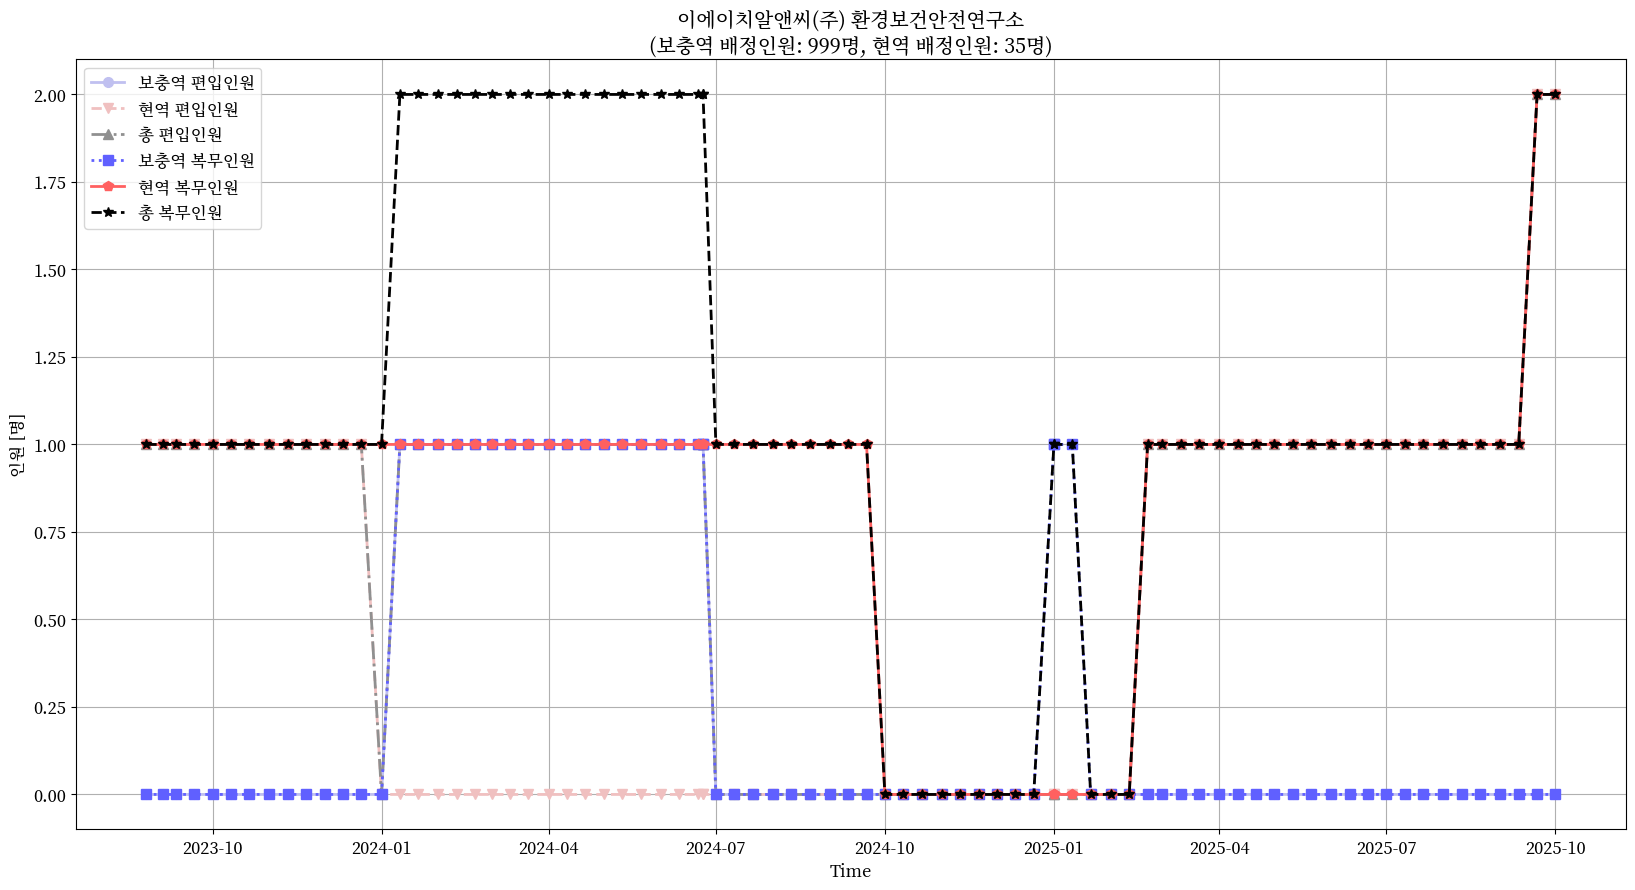 이에이치알앤씨(주) 환경보건안전연구소
(보충역 배정인원: 999명, 현역 배정인원: 35명)
보충역 편입인원
현역 편입인원
총 편입인원
보충역 복무인원
현역 복무인원
총 복무인원
2.00
1.75
1.50
1.25
1.00
0.75
0.50
0.25
0.00
인원 [명]
2023-10
2024-01
2024-04
2024-07
2024-10
2025-01
2025-04
2025-07
2025-10
Time